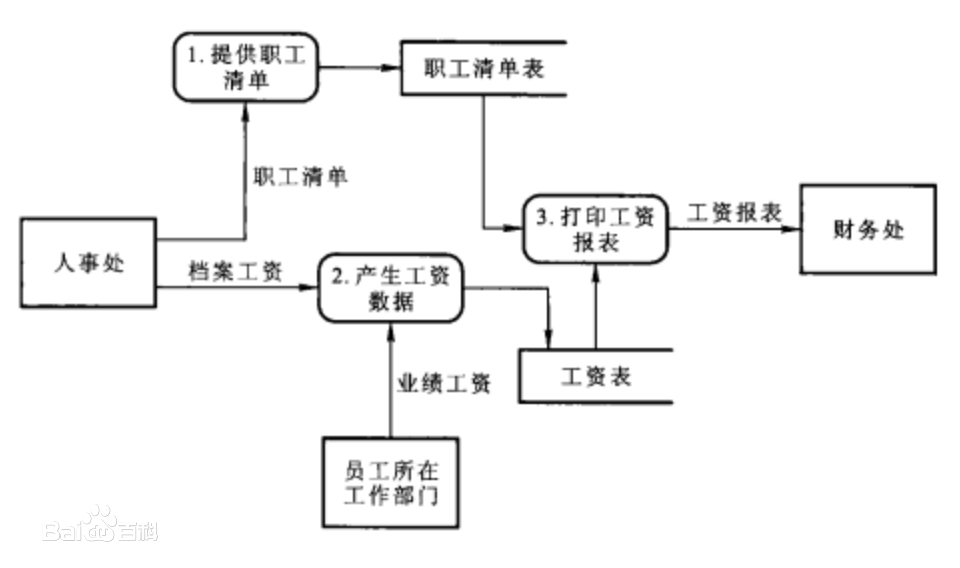 1.提供职工
清单
职工清单表
职工清单
人事处
档案工资
2.产生工资
数据
3.打印工资
报表
工资报表
财务处
工资表
业绩工资
员工所在
工作部门
Bai百科